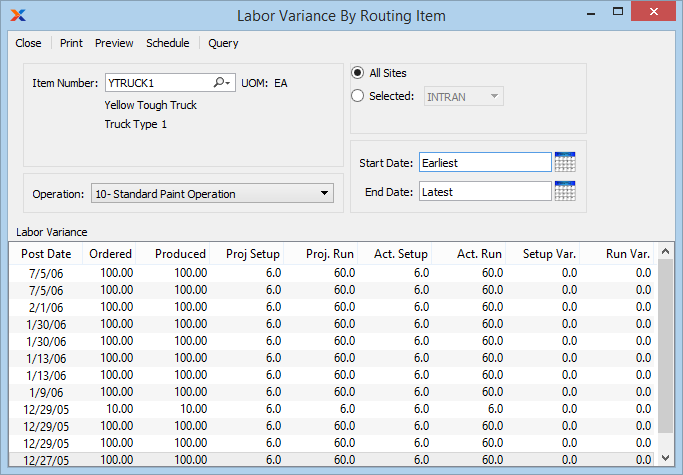 Labor Variance By Routing Item
Close Print Preview Schedule Query
Item Number: YTRUCK1 UOM: EA
Yellow Tough Truck
Truck Type 1
Operation: 10- Standard Paint Operation
All Sites
Selected: INTRAN
Start Date: Earliest
End Date: Latest
Labor Variance
Post Date Ordered Produced Proj Setup Proj. Run Act. Setup Act. Run Setup Var. Run Var.
7/5/06 100.00 100.00 6.0 60.0 6.0 60.0 0.0 0.0
7/5/06 100.00 100.00 6.0 60.0 6.0 60.0 0.0 0.0
2/1/06 100.00 100.00 6.0 60.0 6.0 60.0 0.0 0.0
1/30/06 100.00 100.00 6.0 60.0 6.0 60.0 0.0 0.0
1/30/06 100.00 100.00 6.0 60.0 6.0 60.0 0.0 0.0
1/13/06 100.00 100.00 6.0 60.0 6.0 60.0 0.0 0.0
1/13/06 100.00 100.00 6.0 60.0 6.0 60.0 0.0 0.0
1/9/06 100.00 100.00 6.0 60.0 6.0 60.0 0.0 0.0
12/29/05 10.00 10.00 6.0 6.0 6.0 6.0 0.0 0.0
12/29/05 100.00 100.00 6.0 60.0 6.0 60.0 0.0 0.0
12/29/05 100.00 100.00 6.0 60.0 6.0 60.0 0.0 0.0
12/27/05 100.00 100.00 6.0 60.0 6.0 60.0 0.0 0.0